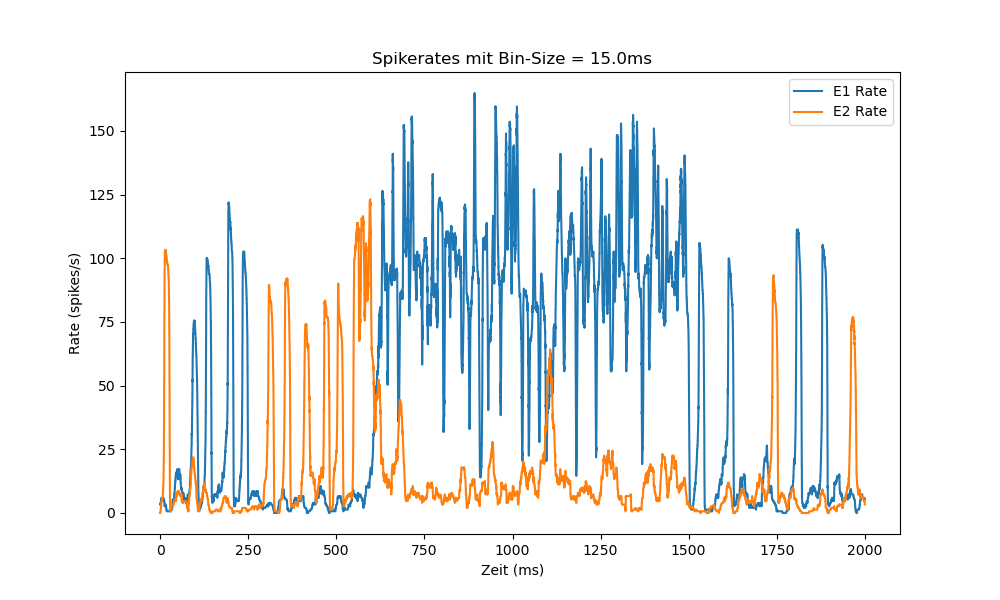 Spikerates mit Bin-Size = 15.0ms
E1 Rate
E2 Rate
Rate (spikes/s)
150
125
100
75
50
25
0
0 250 500 750 1000 1250 1500 1750 2000
Zeit (ms)